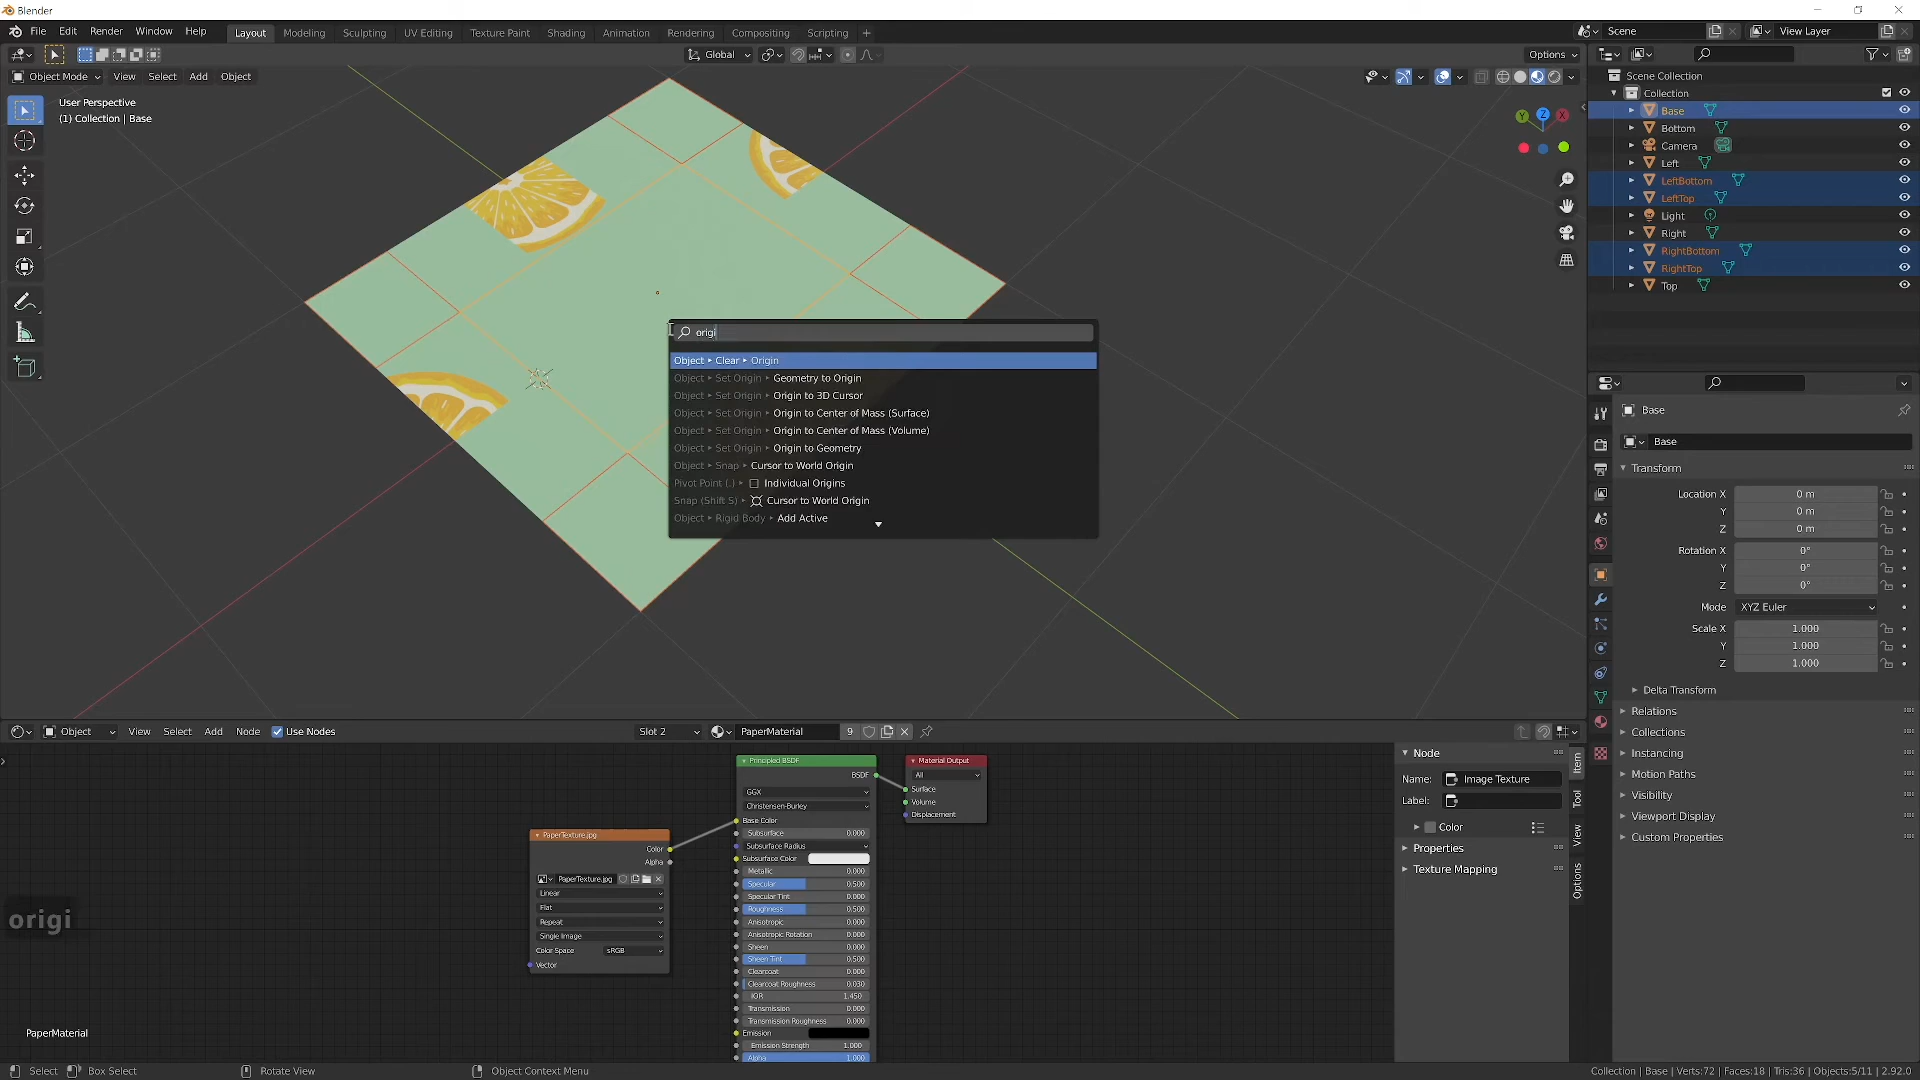 Blender
File Edit Render Window Help
Layout Modeling Sculpting UV Editing Texture Paint Shading Animation Rendering Compositing Scripting +
Scene
View Layer
Global
Options
Object Mode View Select Add Object
User Perspective
(1) Collection | Base
Y Z X
origi
Object ▸ Clear ▸ Origin
Object ▸ Set Origin ▸ Geometry to Origin
Object ▸ Set Origin ▸ Origin to 3D Cursor
Object ▸ Set Origin ▸ Origin to Center of Mass (Surface)
Object ▸ Set Origin ▸ Origin to Center of Mass (Volume)
Object ▸ Set Origin ▸ Origin to Geometry
Object ▸ Snap ▸ Cursor to World Origin
Pivot Point (.) ▸ Individual Origins
Snap (Shift S) ▸ Cursor to World Origin
Object ▸ Rigid Body ▸ Add Active
Scene Collection
Collection
Base
Bottom
Camera
Left
LeftBottom
LeftTop
Light
Right
RightBottom
RightTop
Top
Base
Base
Transform
Location X 0 m
Y 0 m
Z 0 m
Rotation X 0°
Y 0°
Z 0°
Mode XYZ Euler
Scale X 1.000
Y 1.000
Z 1.000
Delta Transform
Relations
Collections
Instancing
Motion Paths
Visibility
Viewport Display
Custom Properties
Object View Select Add Node Use Nodes Slot 2 PaperMaterial 9
PaperTexture.jpg
Color
Alpha
PaperTexture.jpg
Linear
Flat
Repeat
Single Image
Color Space sRGB
Vector
Principled BSDF
BSDF
GGX
Christensen-Burley
Base Color
Subsurface 0.000
Subsurface Radius
Subsurface Color
Metallic 0.000
Specular 0.500
Specular Tint 0.000
Roughness 0.500
Anisotropic 0.000
Anisotropic Rotation 0.000
Sheen 0.000
Sheen Tint 0.500
Clearcoat 0.000
Clearcoat Roughness 0.030
IOR 1.450
Transmission 0.000
Transmission Roughness 0.000
Emission
Emission Strength 1.000
Alpha 1.000
Material Output
All
Surface
Volume
Displacement
Node
Name: Image Texture
Label:
Color
Properties
Texture Mapping
Item
Tool
View
Options
origi
PaperMaterial
Select Box Select Rotate View Object Context Menu
Collection | Base | Verts:72 | Faces:18 | Tris:36 | Objects:5/11 | 2.92.0